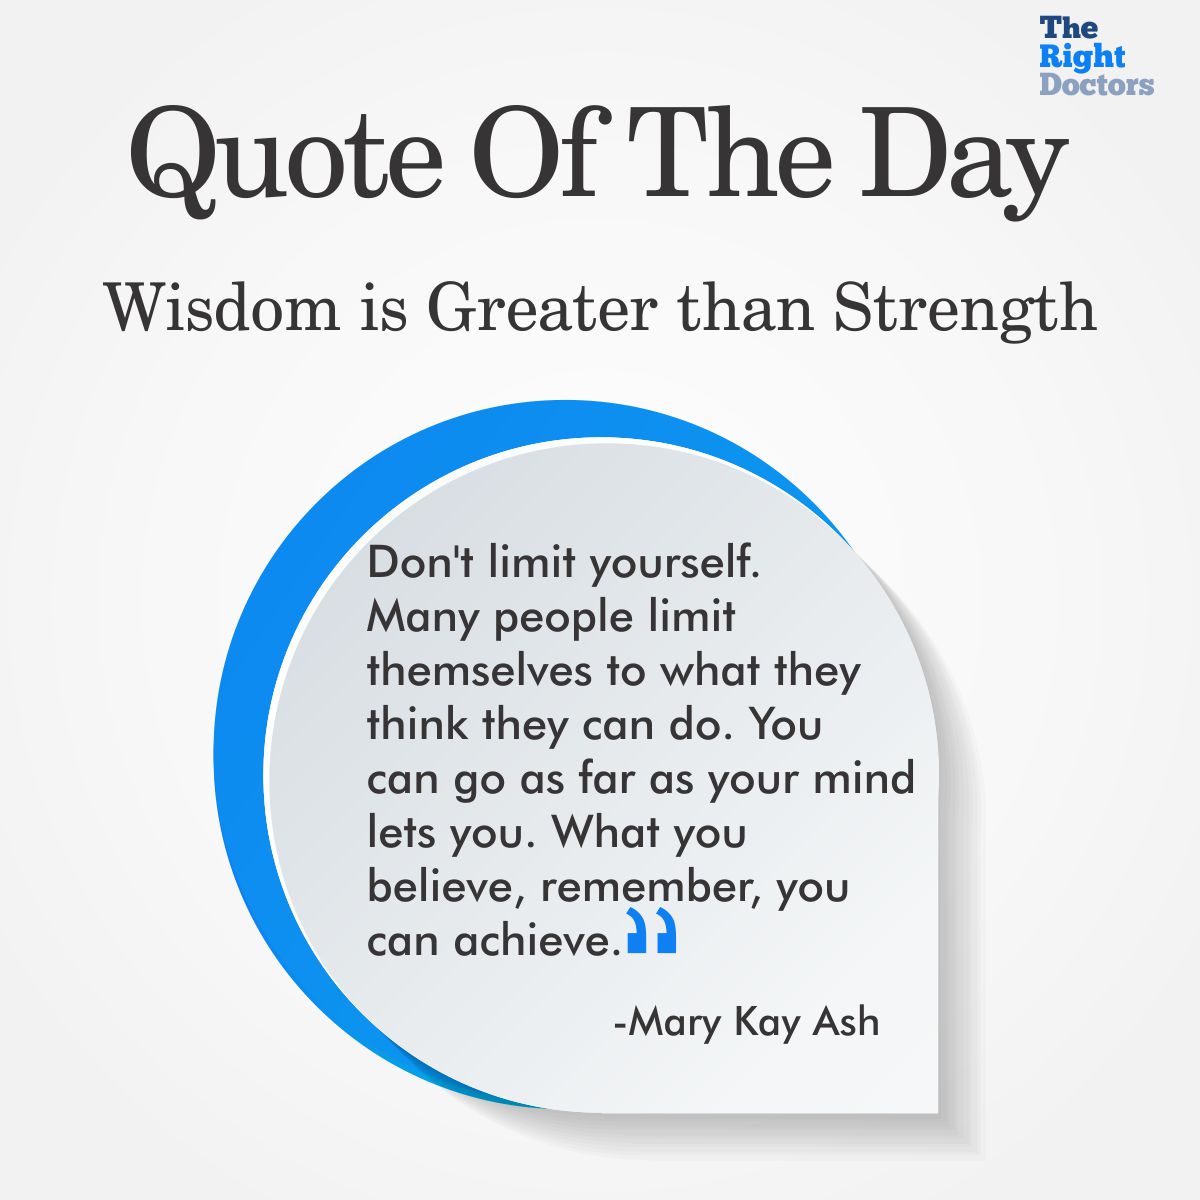 The
Right
Doctors
Quote Of The Day
Wisdom is Greater than Strength
Don't limit yourself.
Many people limit
themselves to what they
think they can do. You
can go as far as your mind
lets you. What you
believe, remember, you
can achieve."
-Mary Kay Ash